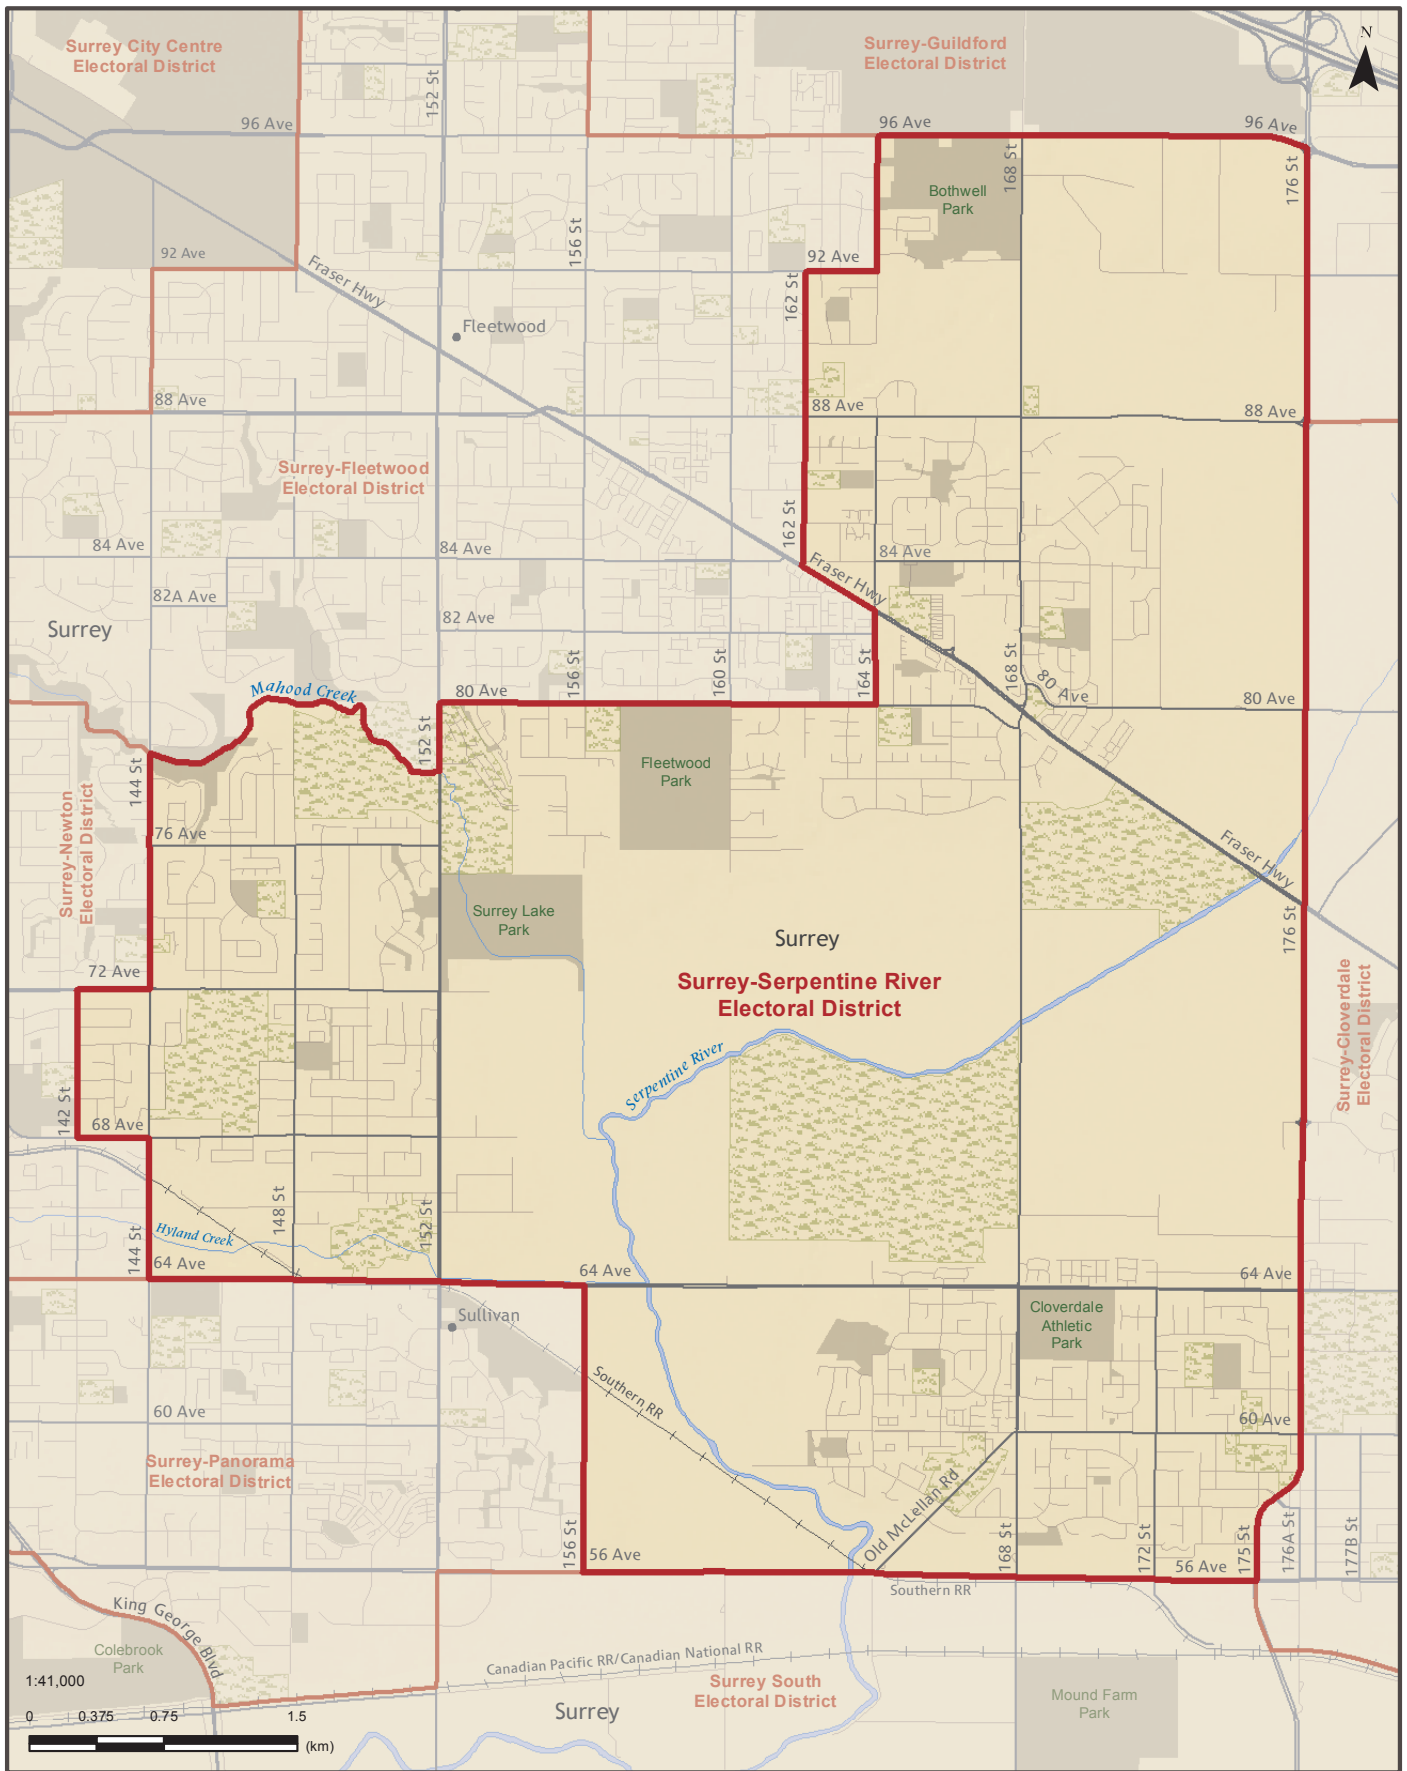 Surrey City Centre
Electoral District
Surrey-Guildford
Electoral District
N
152 St
96 Ave
96 Ave
96 Ave
168 St
176 St
Bothwell
Park
156 St
92 Ave
92 Ave
Fraser Hwy
162 St
Fleetwood
88 Ave
88 Ave
88 Ave
Surrey-Fleetwood
Electoral District
162 St
84 Ave
84 Ave
84 Ave
Fraser Hwy
82A Ave
82 Ave
Surrey
156 St
160 St
164 St
168 St
Mahood Creek
80 Ave
80 Ave
80 Ave
152 St
144 St
Fleetwood
Park
Surrey-Newton
Electoral District
76 Ave
Fraser Hwy
Surrey Lake
Park
Surrey
176 St
72 Ave
Surrey-Serpentine River
Electoral District
Surrey-Cloverdale
Electoral District
Serpentine River
142 St
68 Ave
148 St
152 St
Hyland Creek
144 St
64 Ave
64 Ave
64 Ave
Sullivan
Cloverdale
Athletic
Park
Southern RR
60 Ave
60 Ave
Surrey-Panorama
Electoral District
Old McLellan Rd
156 St
56 Ave
168 St
172 St
56 Ave
175 St
176A St
177B St
Southern RR
King George Blvd
Colebrook
Park
Canadian Pacific RR/Canadian National RR
Surrey South
Electoral District
Mound Farm
Park
Surrey
1:41,000
0 0.375 0.75 1.5
(km)